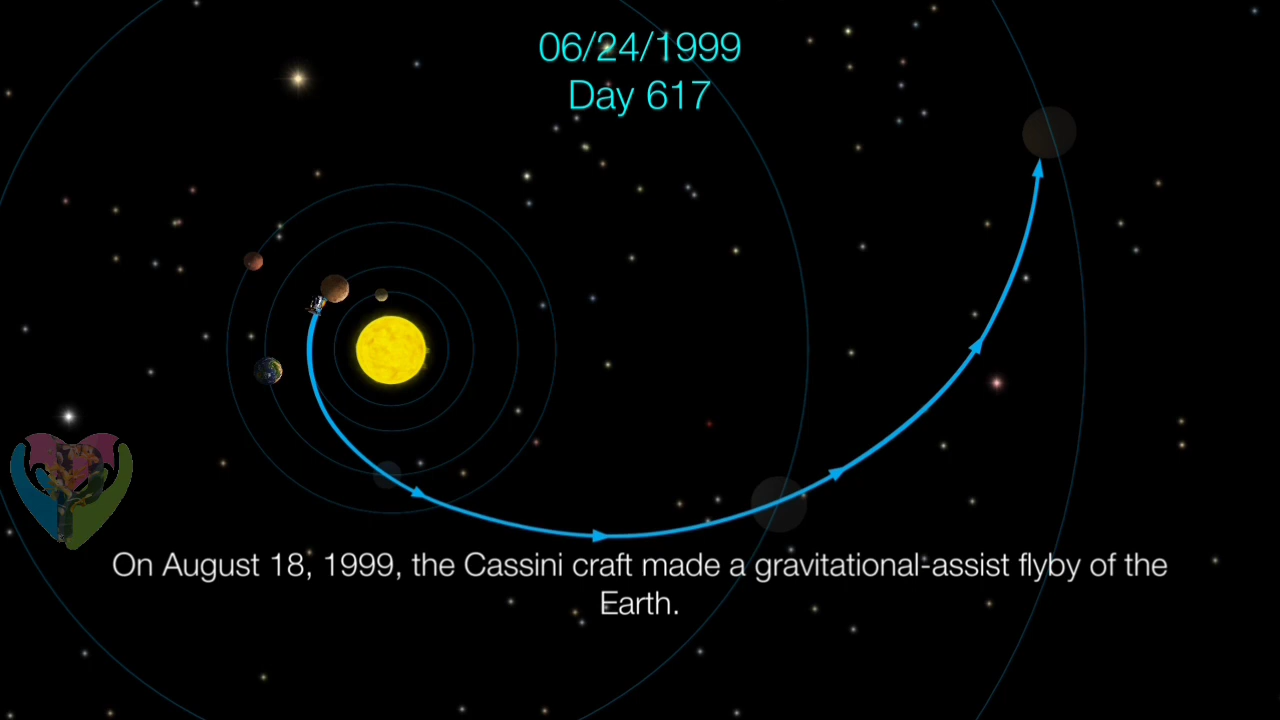 06/24/1999
Day 617
On August 18, 1999, the Cassini craft made a gravitational-assist flyby of the
Earth.